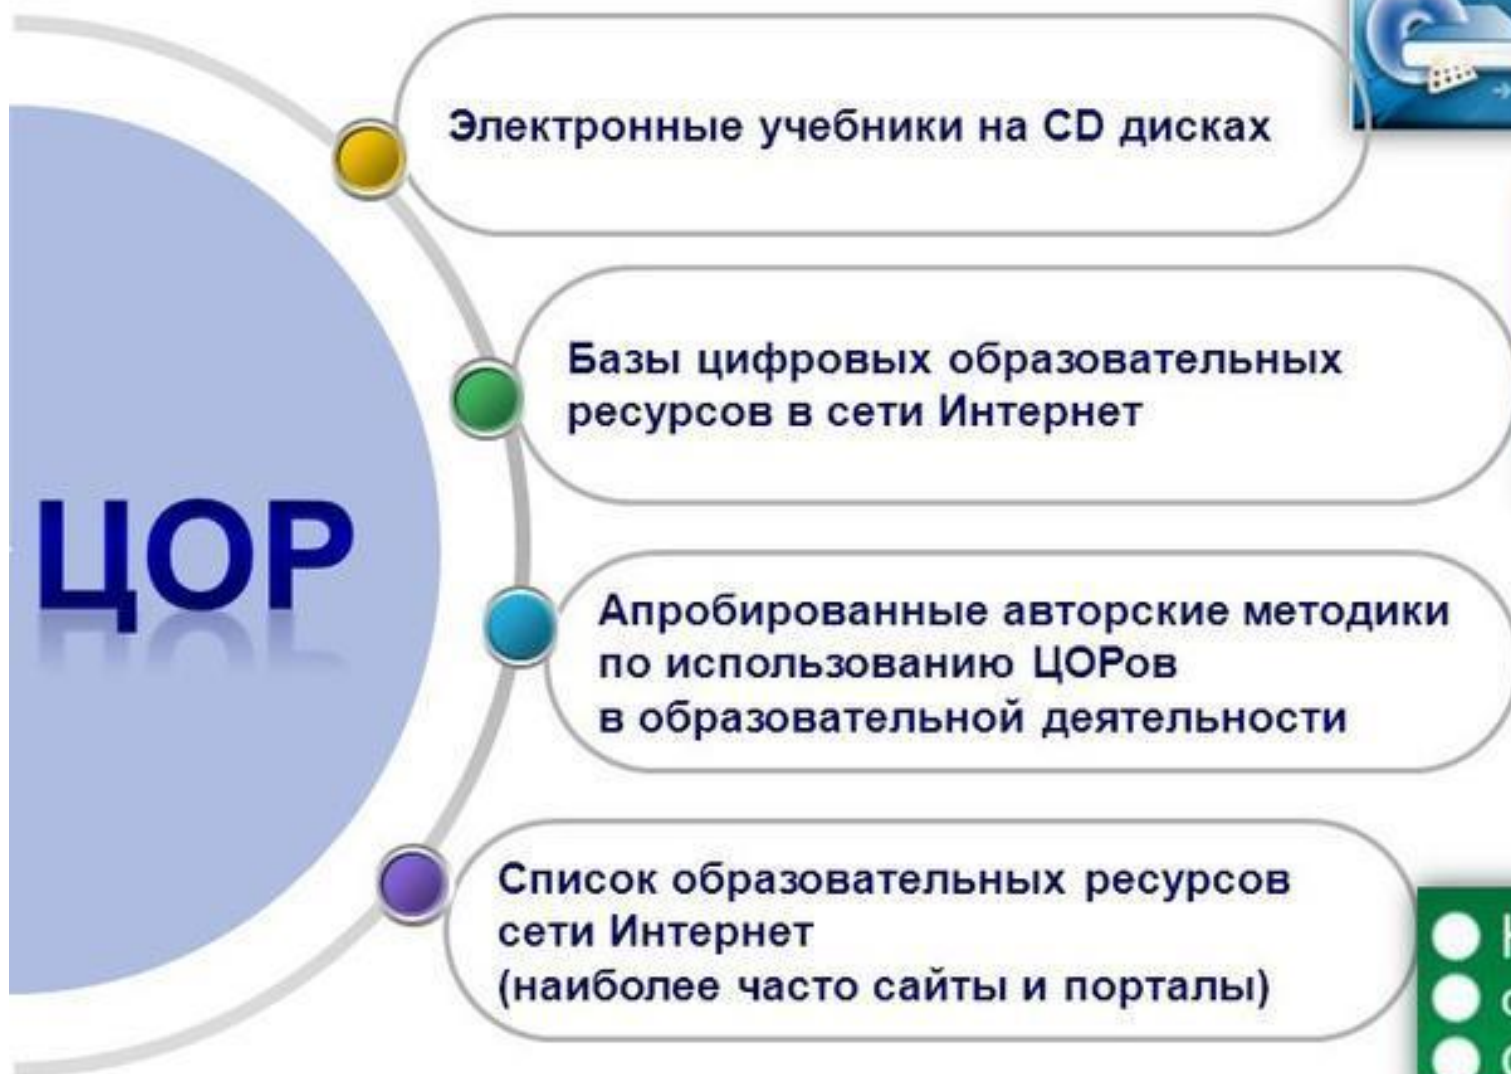 Электронные учебники на CD дисках
Базы цифровых образовательных
ресурсов в сети Интернет
ЦОР
Апробированные авторские методики
по использованию ЦОРов
в образовательной деятельности
Список образовательных ресурсов
сети Интернет
(наиболее часто сайты и порталы)